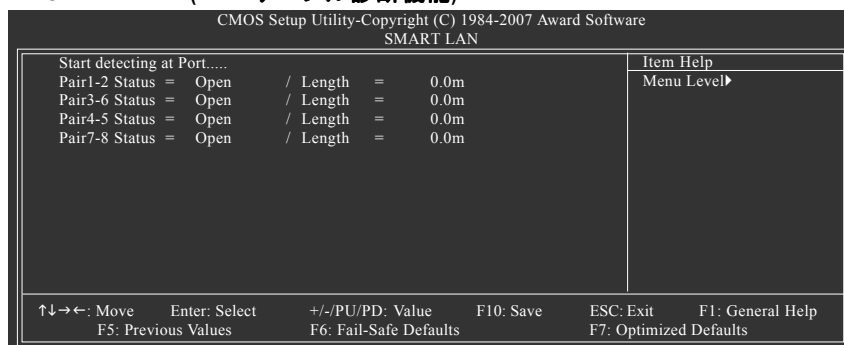 CMOS Setup Utility-Copyright (C) 1984-2007 Award Software
SMART LAN
Start detecting at Port.....
Pair1-2 Status = Open / Length = 0.0m
Pair3-6 Status = Open / Length = 0.0m
Pair4-5 Status = Open / Length = 0.0m
Pair7-8 Status = Open / Length = 0.0m
Item Help
Menu Level▶
↑↓→←: Move Enter: Select +/-/PU/PD: Value F10: Save ESC: Exit F1: General Help
F5: Previous Values F6: Fail-Safe Defaults F7: Optimized Defaults